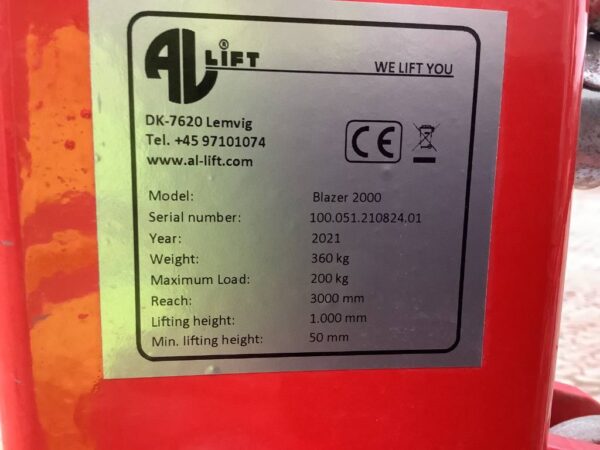 AL LIFT ®
WE LIFT YOU
DK-7620 Lemvig
Tel. +45 97101074
www.al-lift.com
CE
Model: Blazer 2000
Serial number: 100.051.210824.01
Year: 2021
Weight: 360 kg
Maximum Load: 200 kg
Reach: 3000 mm
Lifting height: 1.000 mm
Min. lifting height: 50 mm